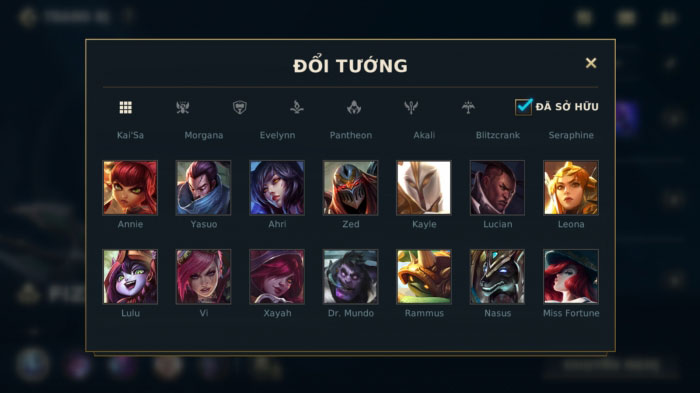 ĐỔI TƯỚNG
ĐÃ SỞ HỮU
Kai'Sa Morgana Evelynn Pantheon Akali Blitzcrank Seraphine
Annie Yasuo Ahri Zed Kayle Lucian Leona
Lulu Vi Xayah Dr. Mundo Rammus Nasus Miss Fortune